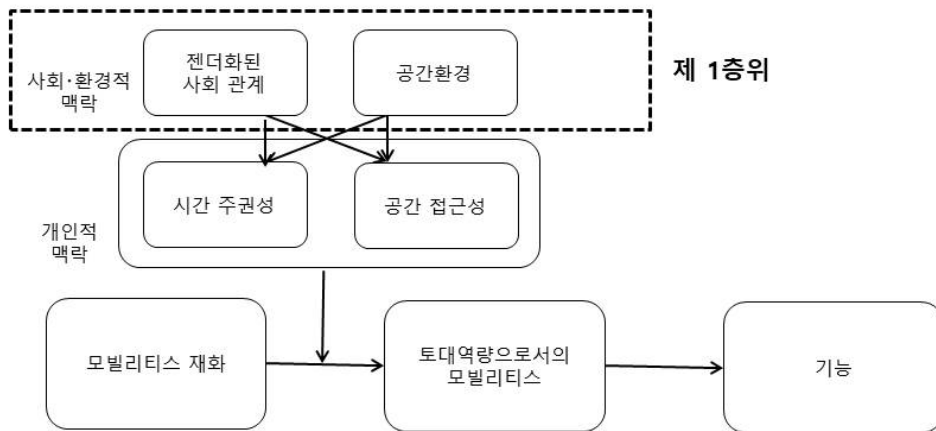 젠더화된
사회 관계
공간환경
제 1층위
사회·환경적
맥락
시간 주권성
공간 접근성
개인적
맥락
모빌리티스 재화
토대역량으로서의
모빌리티스
기능